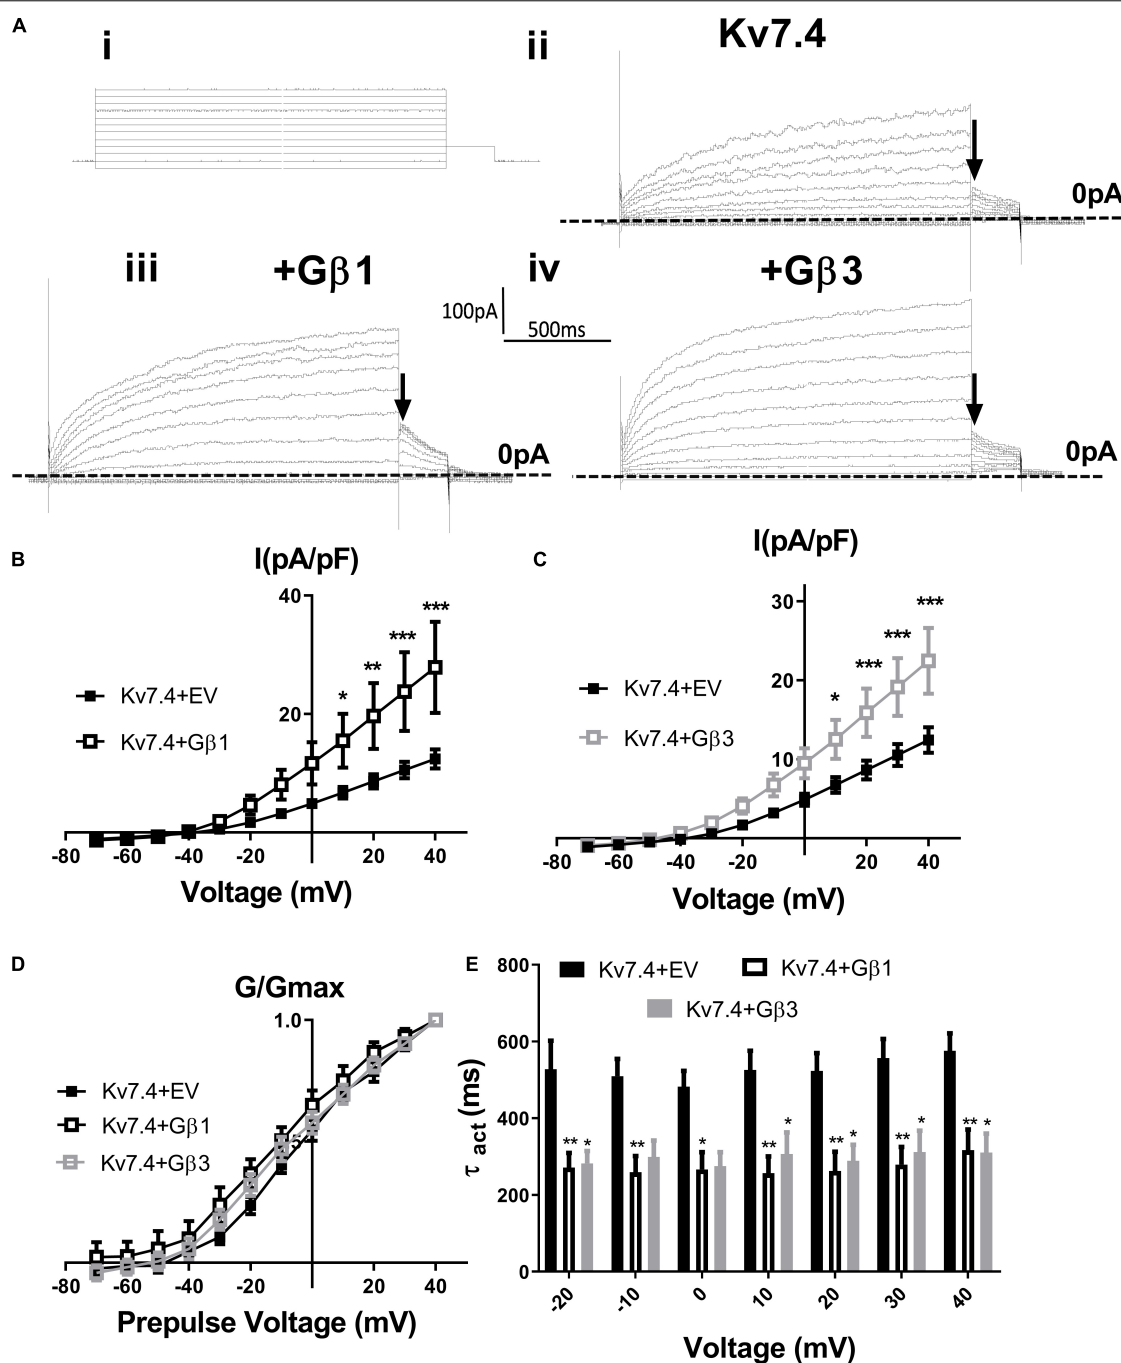 A
i
ii
Kv7.4
0pA
iii
+Gβ1
iv
+Gβ3
100pA
500ms
0pA
0pA
B
I(pA/pF)
40
20
***
***
**
*
Kv7.4+EV
Kv7.4+Gβ1
-80 -60 -40 -20 20 40
Voltage (mV)
C
I(pA/pF)
30
20
10
***
***
***
*
Kv7.4+EV
Kv7.4+Gβ3
-80 -60 -40 -20 20 40
Voltage (mV)
D
G/Gmax
1.0
Kv7.4+EV
Kv7.4+Gβ1
Kv7.4+Gβ3
-80 -60 -40 -20 20 40
Prepulse Voltage (mV)
E
800
600
400
200
0
τ act (ms)
Kv7.4+EV
Kv7.4+Gβ1
Kv7.4+Gβ3
** * ** * ** * ** * ** * ** *
-20 -10 0 10 20 30 40
Voltage (mV)